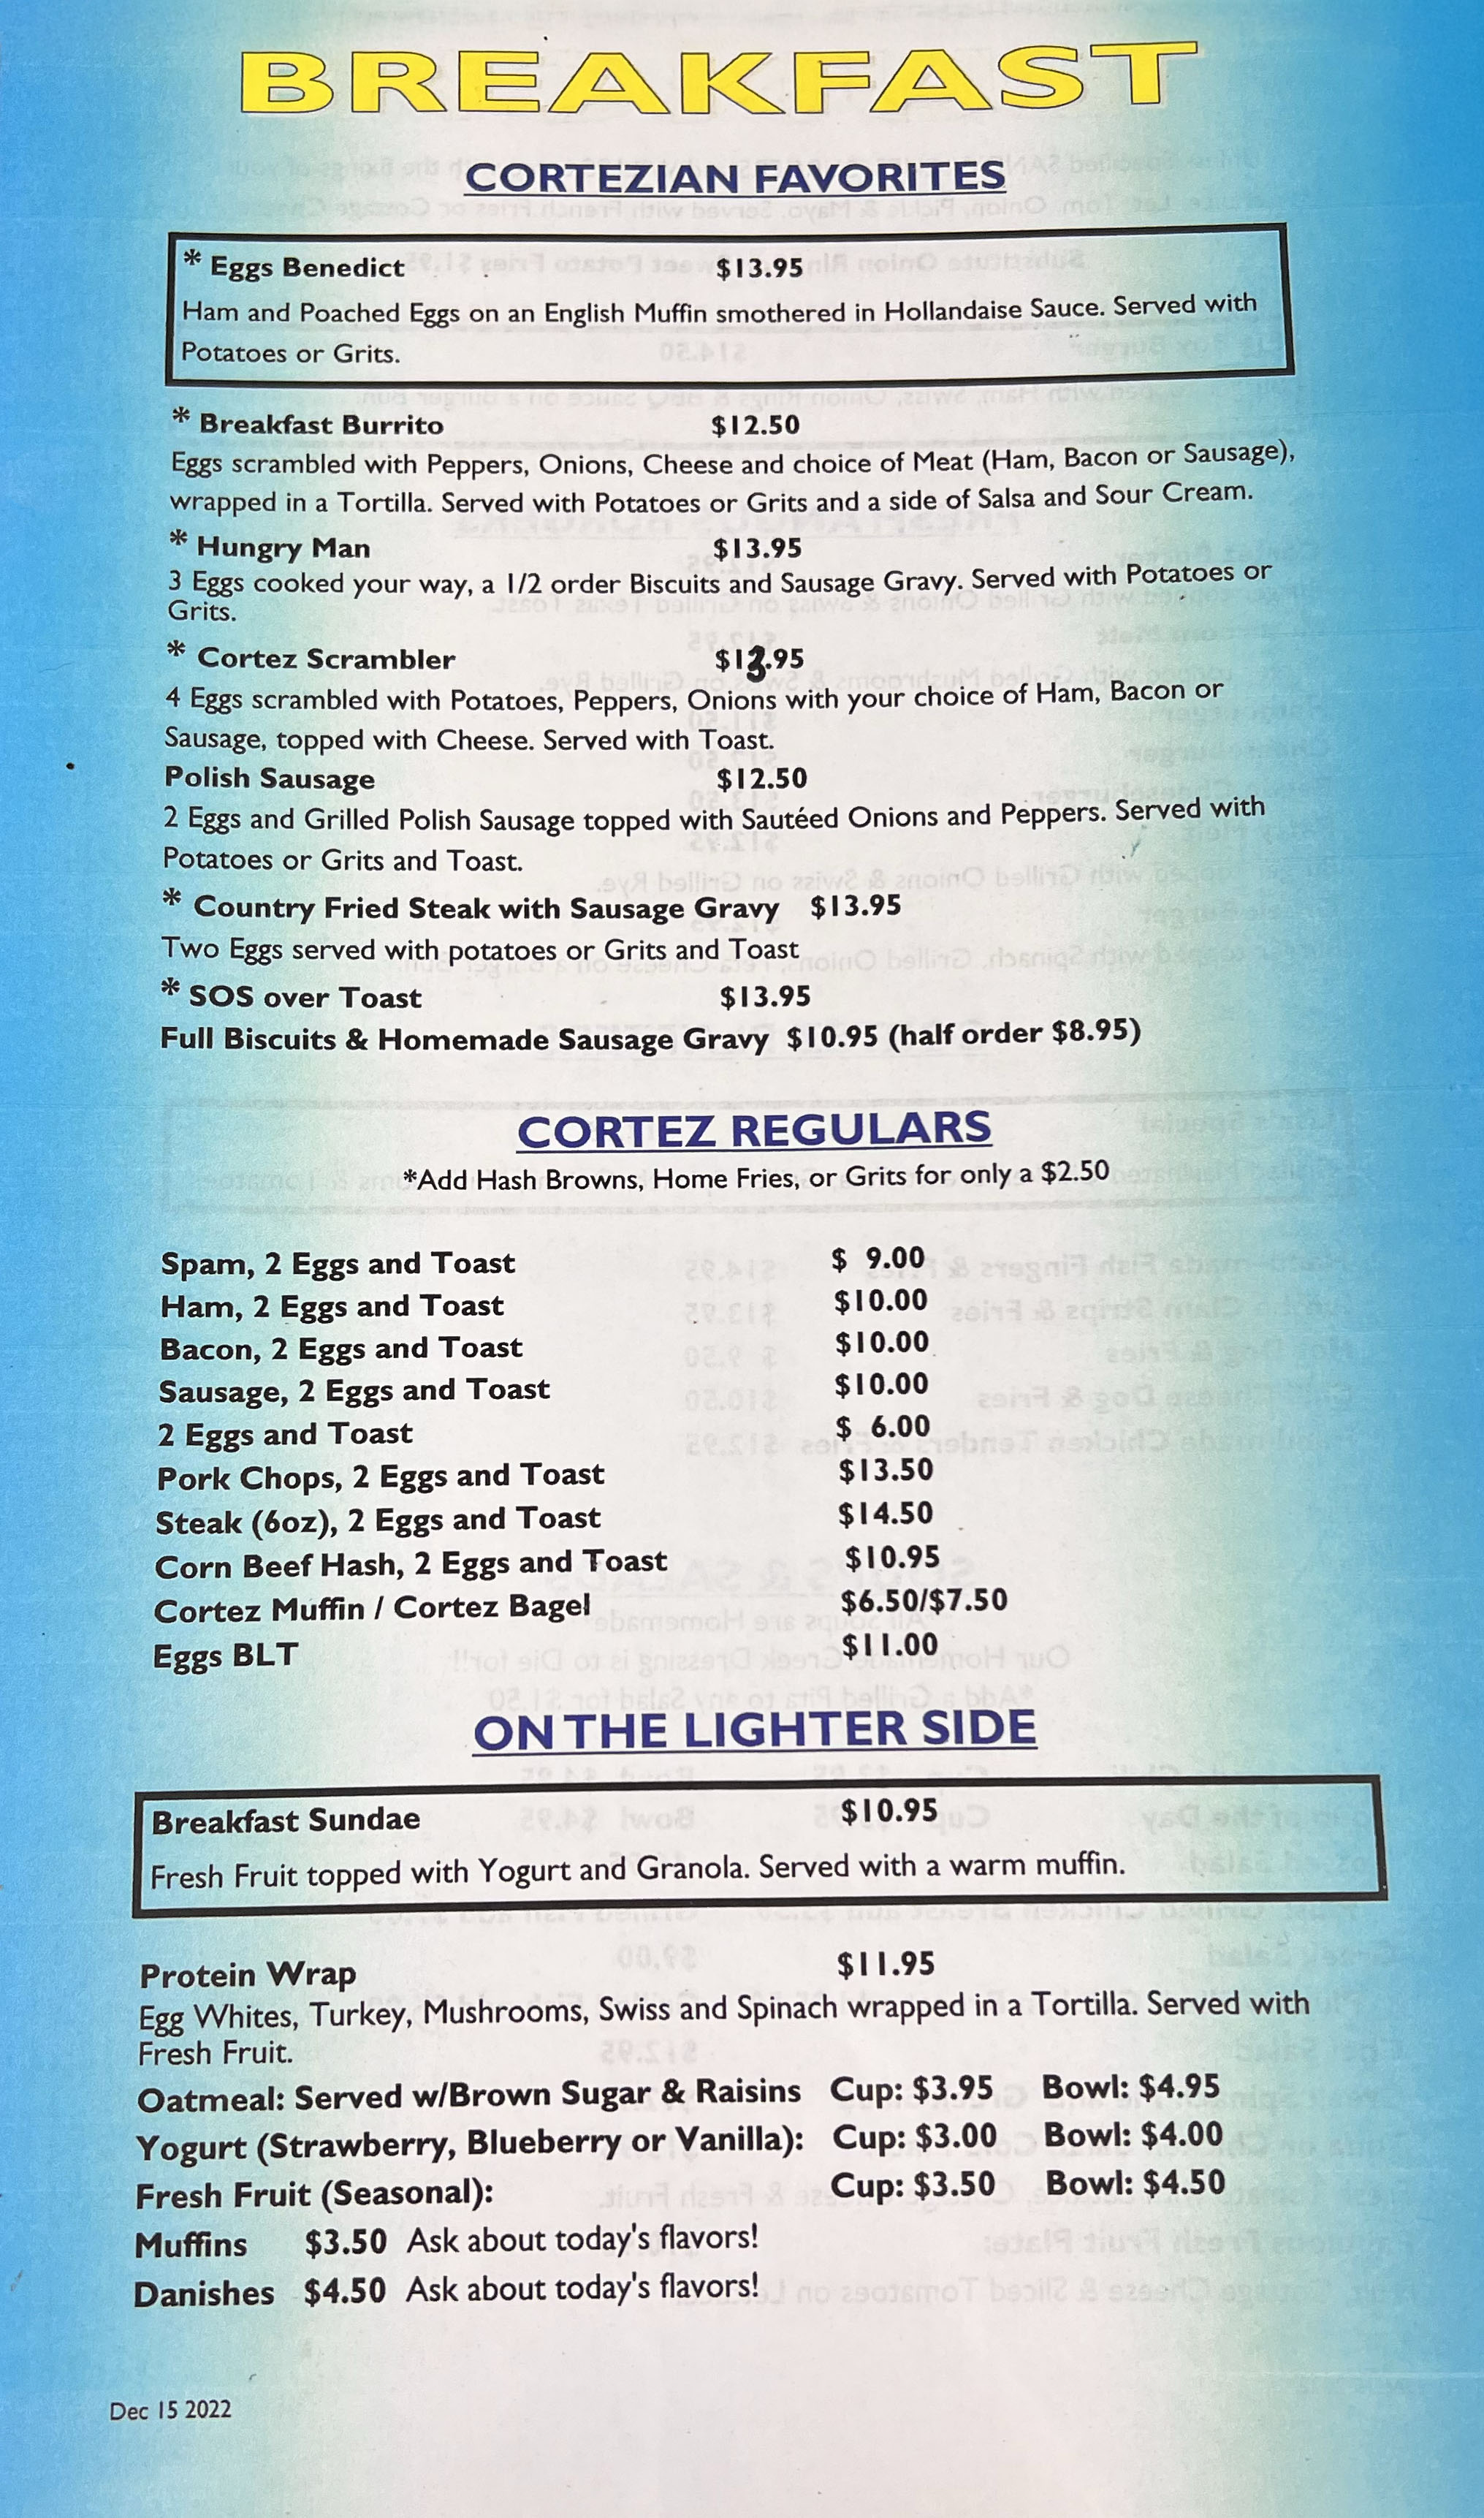 BREAKFAST
CORTEZIAN FAVORITES
* Eggs Benedict $13.95
Ham and Poached Eggs on an English Muffin smothered in Hollandaise Sauce. Served with
Potatoes or Grits.
* Breakfast Burrito $12.50
Eggs scrambled with Peppers, Onions, Cheese and choice of Meat (Ham, Bacon or Sausage),
wrapped in a Tortilla. Served with Potatoes or Grits and a side of Salsa and Sour Cream.
* Hungry Man $13.95
3 Eggs cooked your way, a 1/2 order Biscuits and Sausage Gravy. Served with Potatoes or
Grits.
* Cortez Scrambler $13.95
4 Eggs scrambled with Potatoes, Peppers, Onions with your choice of Ham, Bacon or
Sausage, topped with Cheese. Served with Toast.
Polish Sausage $12.50
2 Eggs and Grilled Polish Sausage topped with Sautéed Onions and Peppers. Served with
Potatoes or Grits and Toast.
* Country Fried Steak with Sausage Gravy $13.95
Two Eggs served with potatoes or Grits and Toast
* SOS over Toast $13.95
Full Biscuits & Homemade Sausage Gravy $10.95 (half order $8.95)
CORTEZ REGULARS
*Add Hash Browns, Home Fries, or Grits for only a $2.50
Spam, 2 Eggs and Toast $ 9.00
Ham, 2 Eggs and Toast $10.00
Bacon, 2 Eggs and Toast $10.00
Sausage, 2 Eggs and Toast $10.00
2 Eggs and Toast $ 6.00
Pork Chops, 2 Eggs and Toast $13.50
Steak (6oz), 2 Eggs and Toast $14.50
Corn Beef Hash, 2 Eggs and Toast $10.95
Cortez Muffin / Cortez Bagel $6.50/$7.50
Eggs BLT $11.00
ON THE LIGHTER SIDE
Breakfast Sundae $10.95
Fresh Fruit topped with Yogurt and Granola. Served with a warm muffin.
Protein Wrap $11.95
Egg Whites, Turkey, Mushrooms, Swiss and Spinach wrapped in a Tortilla. Served with
Fresh Fruit.
Oatmeal: Served w/Brown Sugar & Raisins Cup: $3.95 Bowl: $4.95
Yogurt (Strawberry, Blueberry or Vanilla): Cup: $3.00 Bowl: $4.00
Fresh Fruit (Seasonal): Cup: $3.50 Bowl: $4.50
Muffins $3.50 Ask about today's flavors!
Danishes $4.50 Ask about today's flavors!
Dec 15 2022